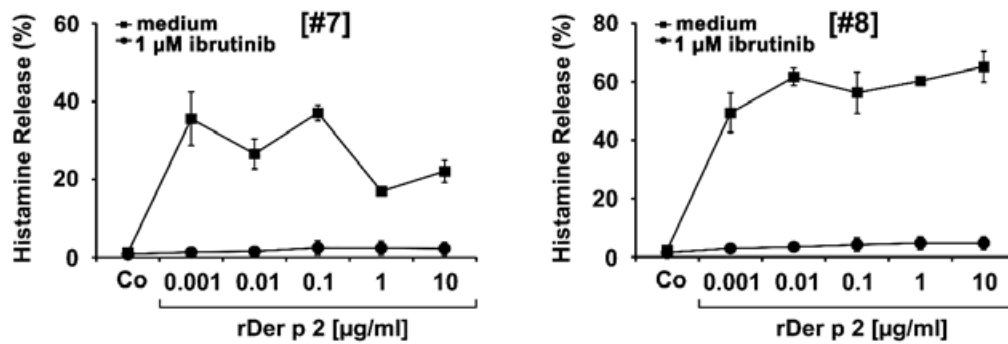 [#7]
medium
1 µM ibrutinib
Histamine Release (%)
60
40
20
0
Co 0.001 0.01 0.1 1 10
rDer p 2 [µg/ml]
[#8]
medium
1 µM ibrutinib
Histamine Release (%)
80
60
40
20
0
Co 0.001 0.01 0.1 1 10
rDer p 2 [µg/ml]